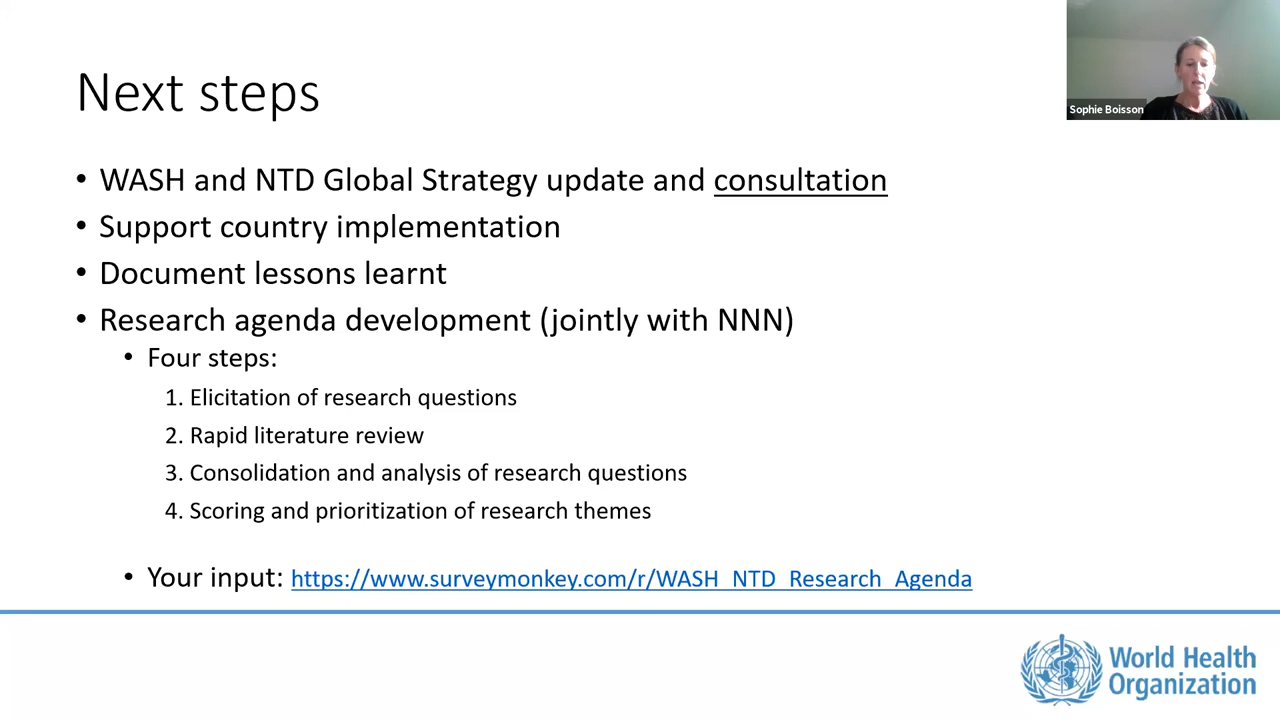 Next steps
Sophie Boisson
• WASH and NTD Global Strategy update and consultation
• Support country implementation
• Document lessons learnt
• Research agenda development (jointly with NNN)
• Four steps:
1. Elicitation of research questions
2. Rapid literature review
3. Consolidation and analysis of research questions
4. Scoring and prioritization of research themes
• Your input: https://www.surveymonkey.com/r/WASH_NTD_Research_Agenda
World Health
Organization